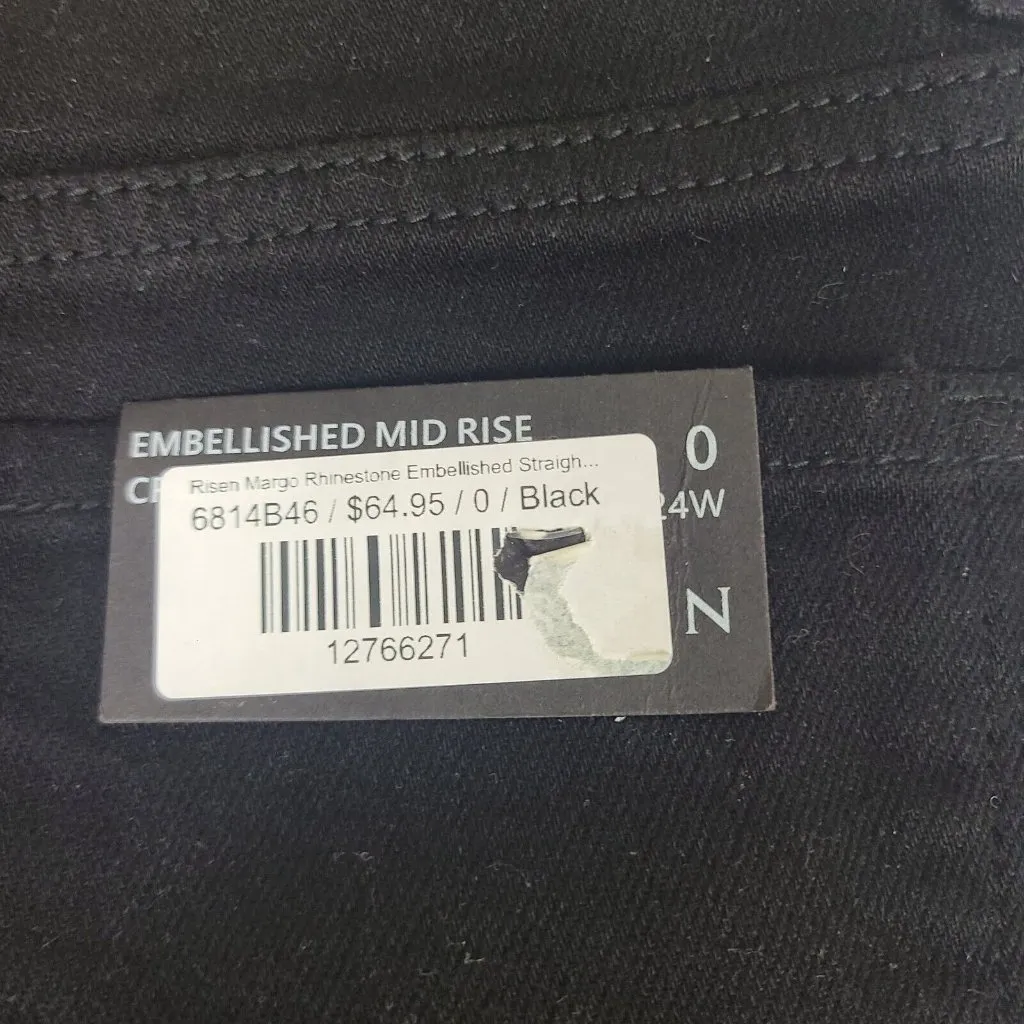 EMBELLISHED MID RISE
0
Risen Margo Rhinestone Embellished Straigh...
6814B46 / $64.95 / 0 / Black
24W
12766271
N